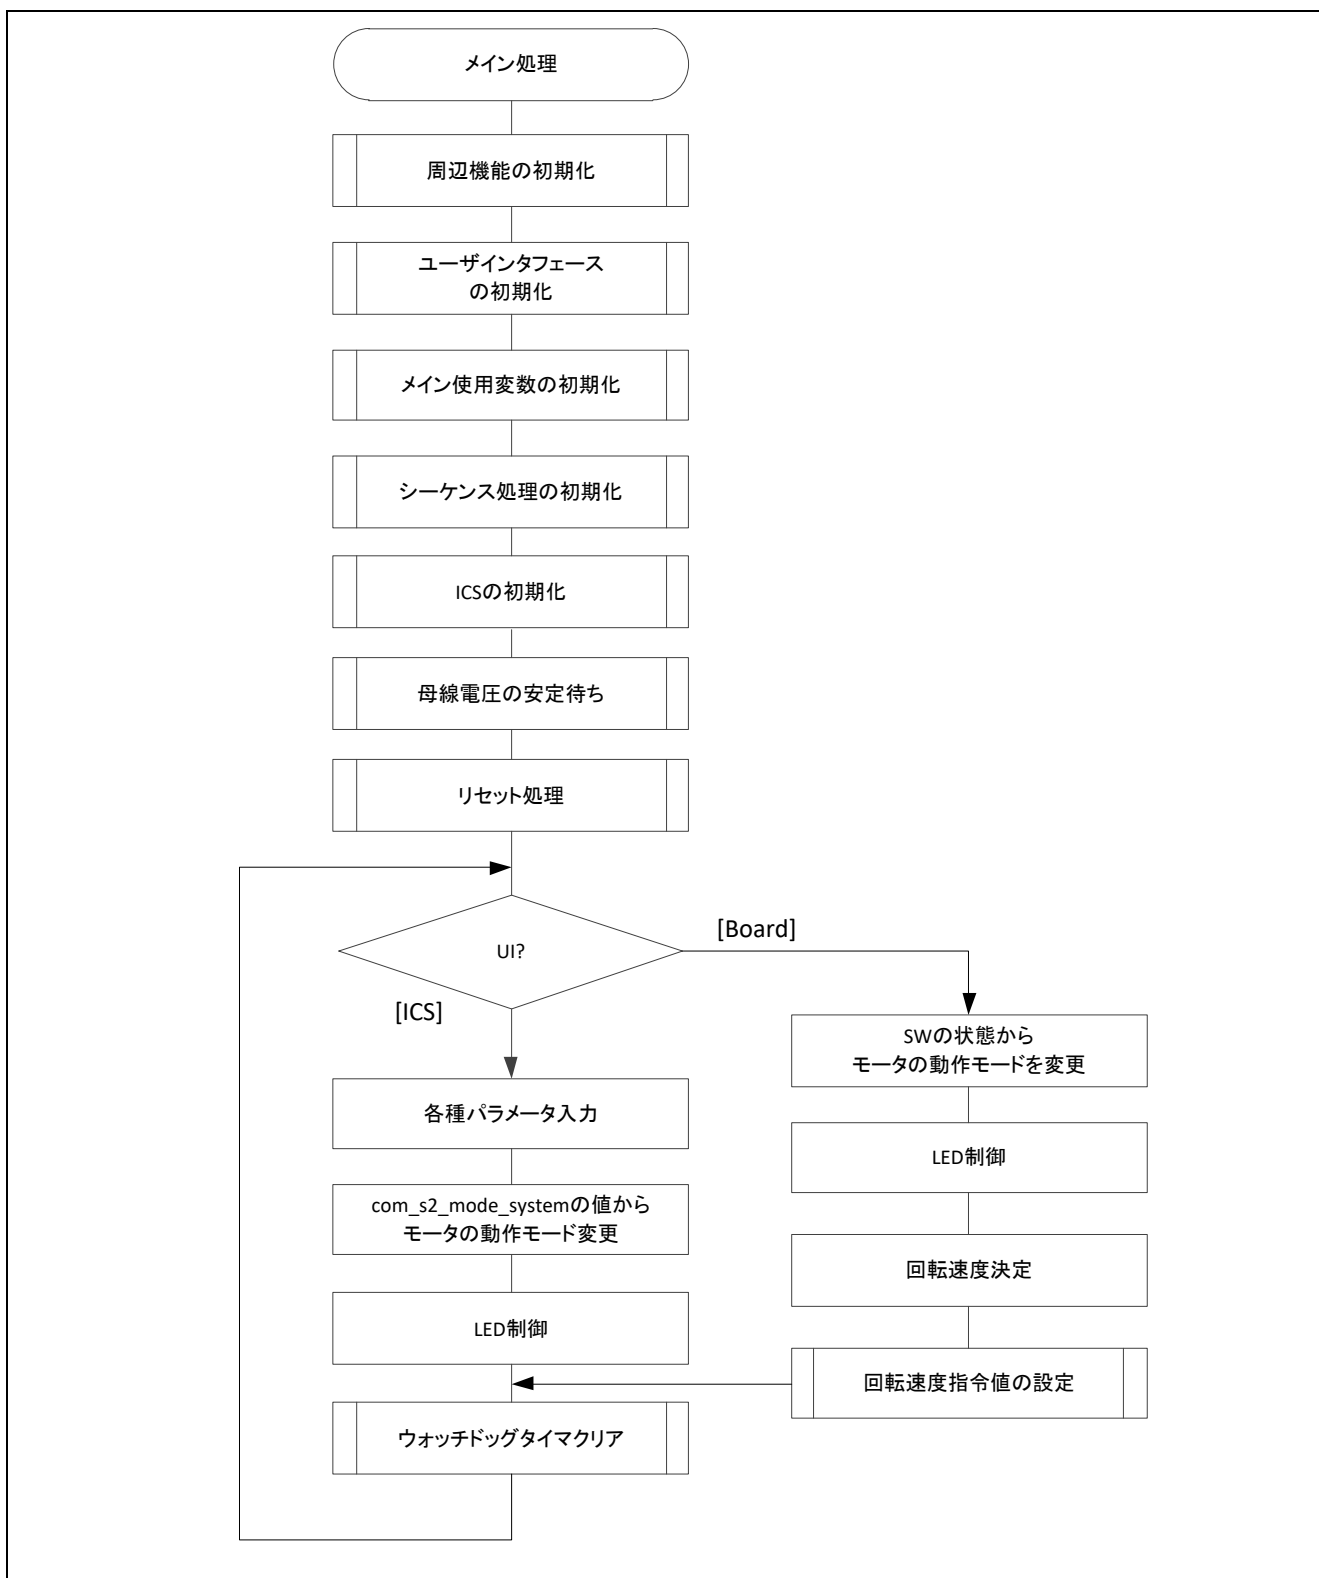 メイン処理
周辺機能の初期化
ユーザインタフェース
の初期化
メイン使用変数の初期化
シーケンス処理の初期化
ICSの初期化
母線電圧の安定待ち
リセット処理
UI?
[Board]
[ICS]
SWの状態から
モータの動作モードを変更
各種パラメータ入力
LED制御
com_s2_mode_systemの値から
モータの動作モード変更
回転速度決定
LED制御
回転速度指令値の設定
ウォッチドッグタイマクリア